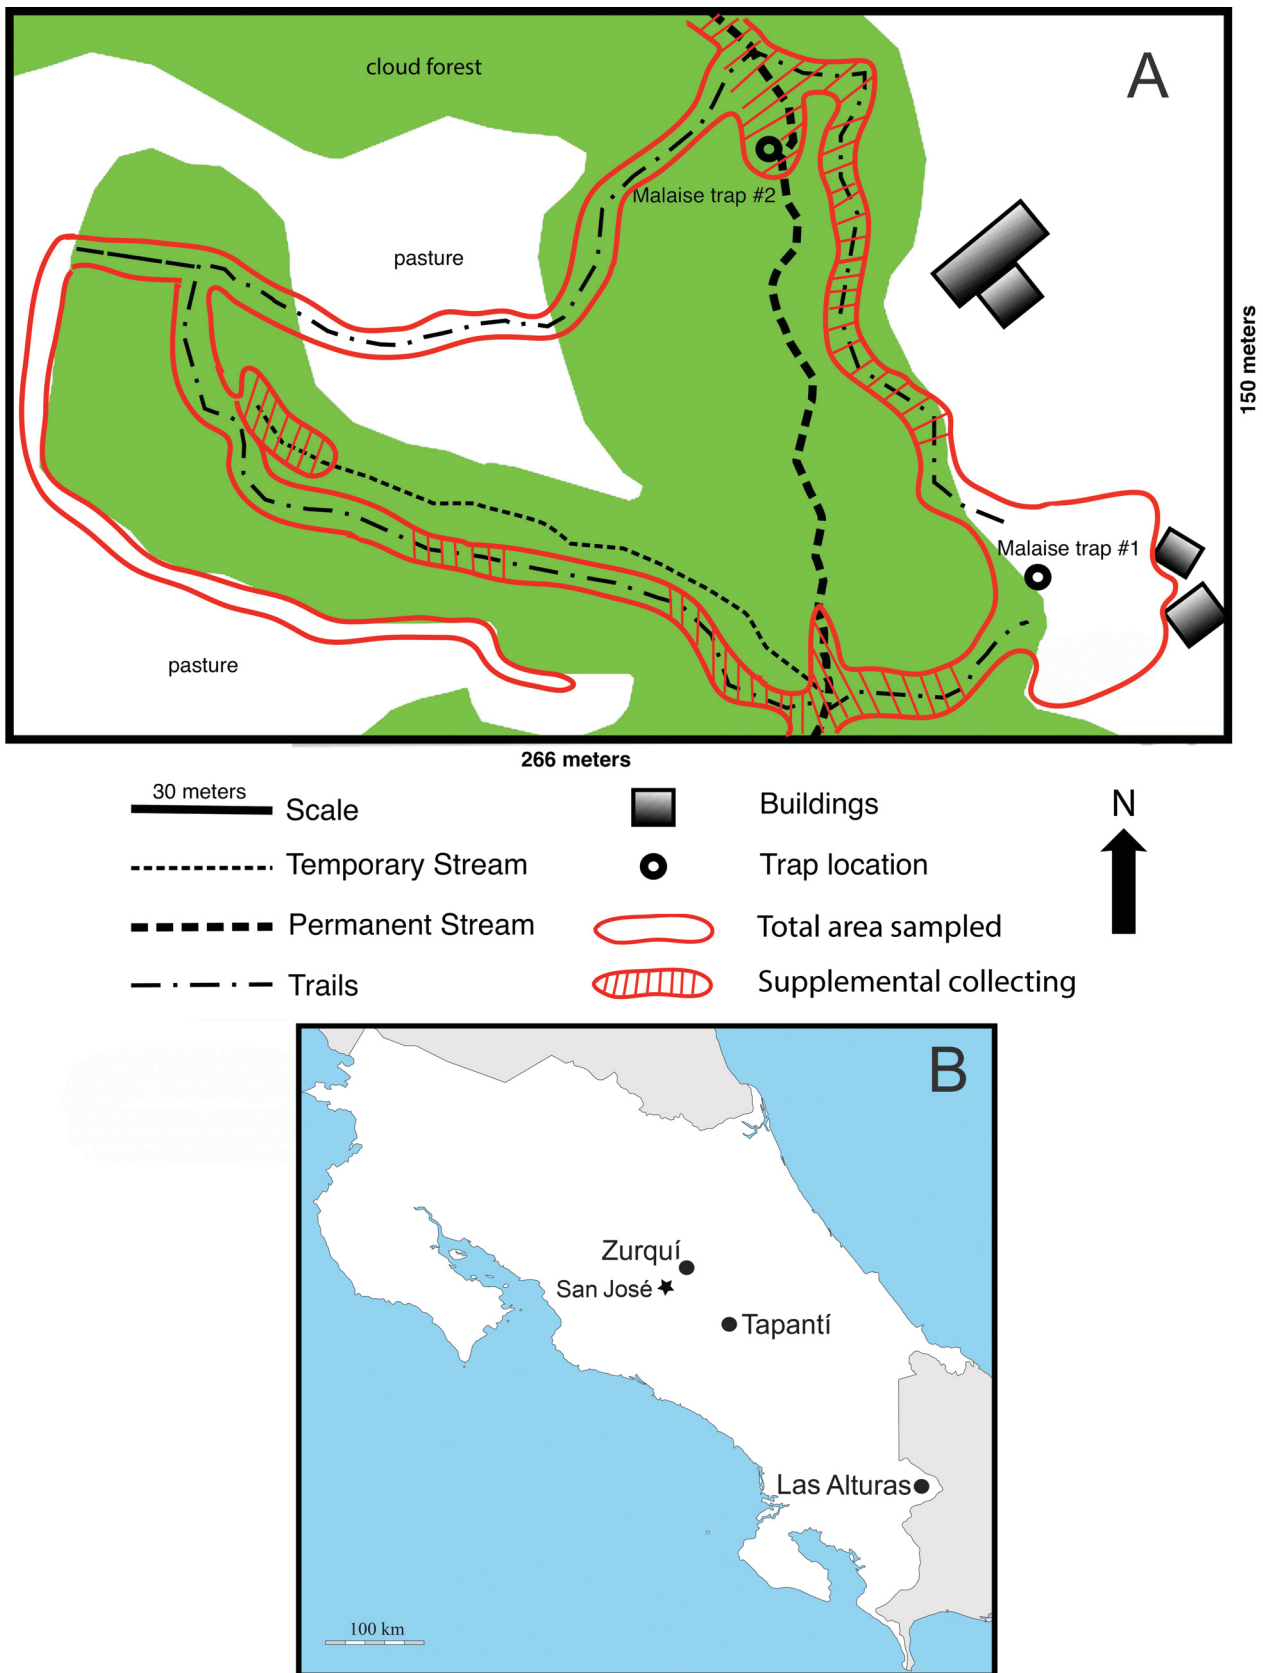 cloud forest
A
Malaise trap #2
pasture
150 meters
Malaise trap #1
pasture
266 meters
30 meters
Scale
Buildings
N
Temporary Stream
Trap location
Permanent Stream
Total area sampled
Trails
Supplemental collecting
B
Zurquí
San José
Tapantí
Las Alturas
100 km